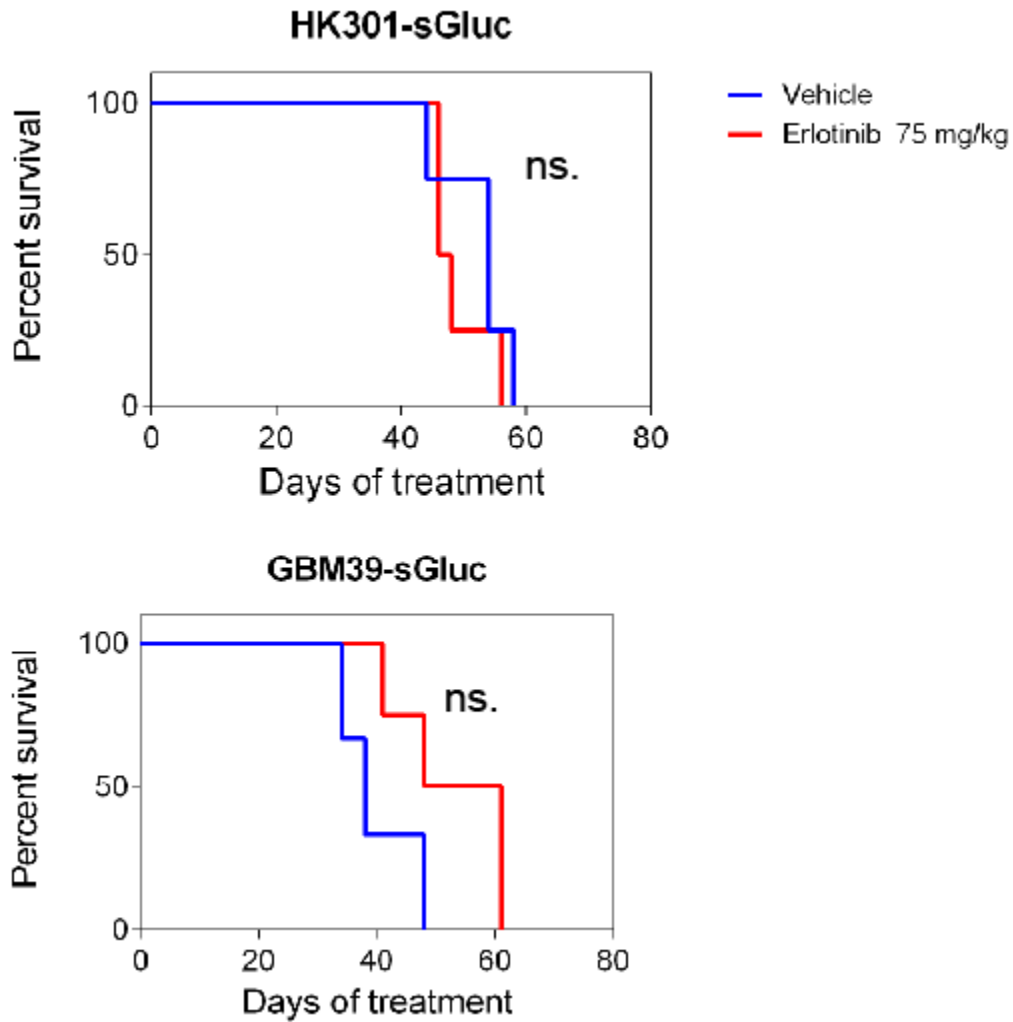 HK301-sGluc
Percent survival
100
50
0
0 20 40 60 80
Days of treatment
ns.
Vehicle
Erlotinib 75 mg/kg
GBM39-sGluc
Percent survival
100
50
0
0 20 40 60 80
Days of treatment
ns.